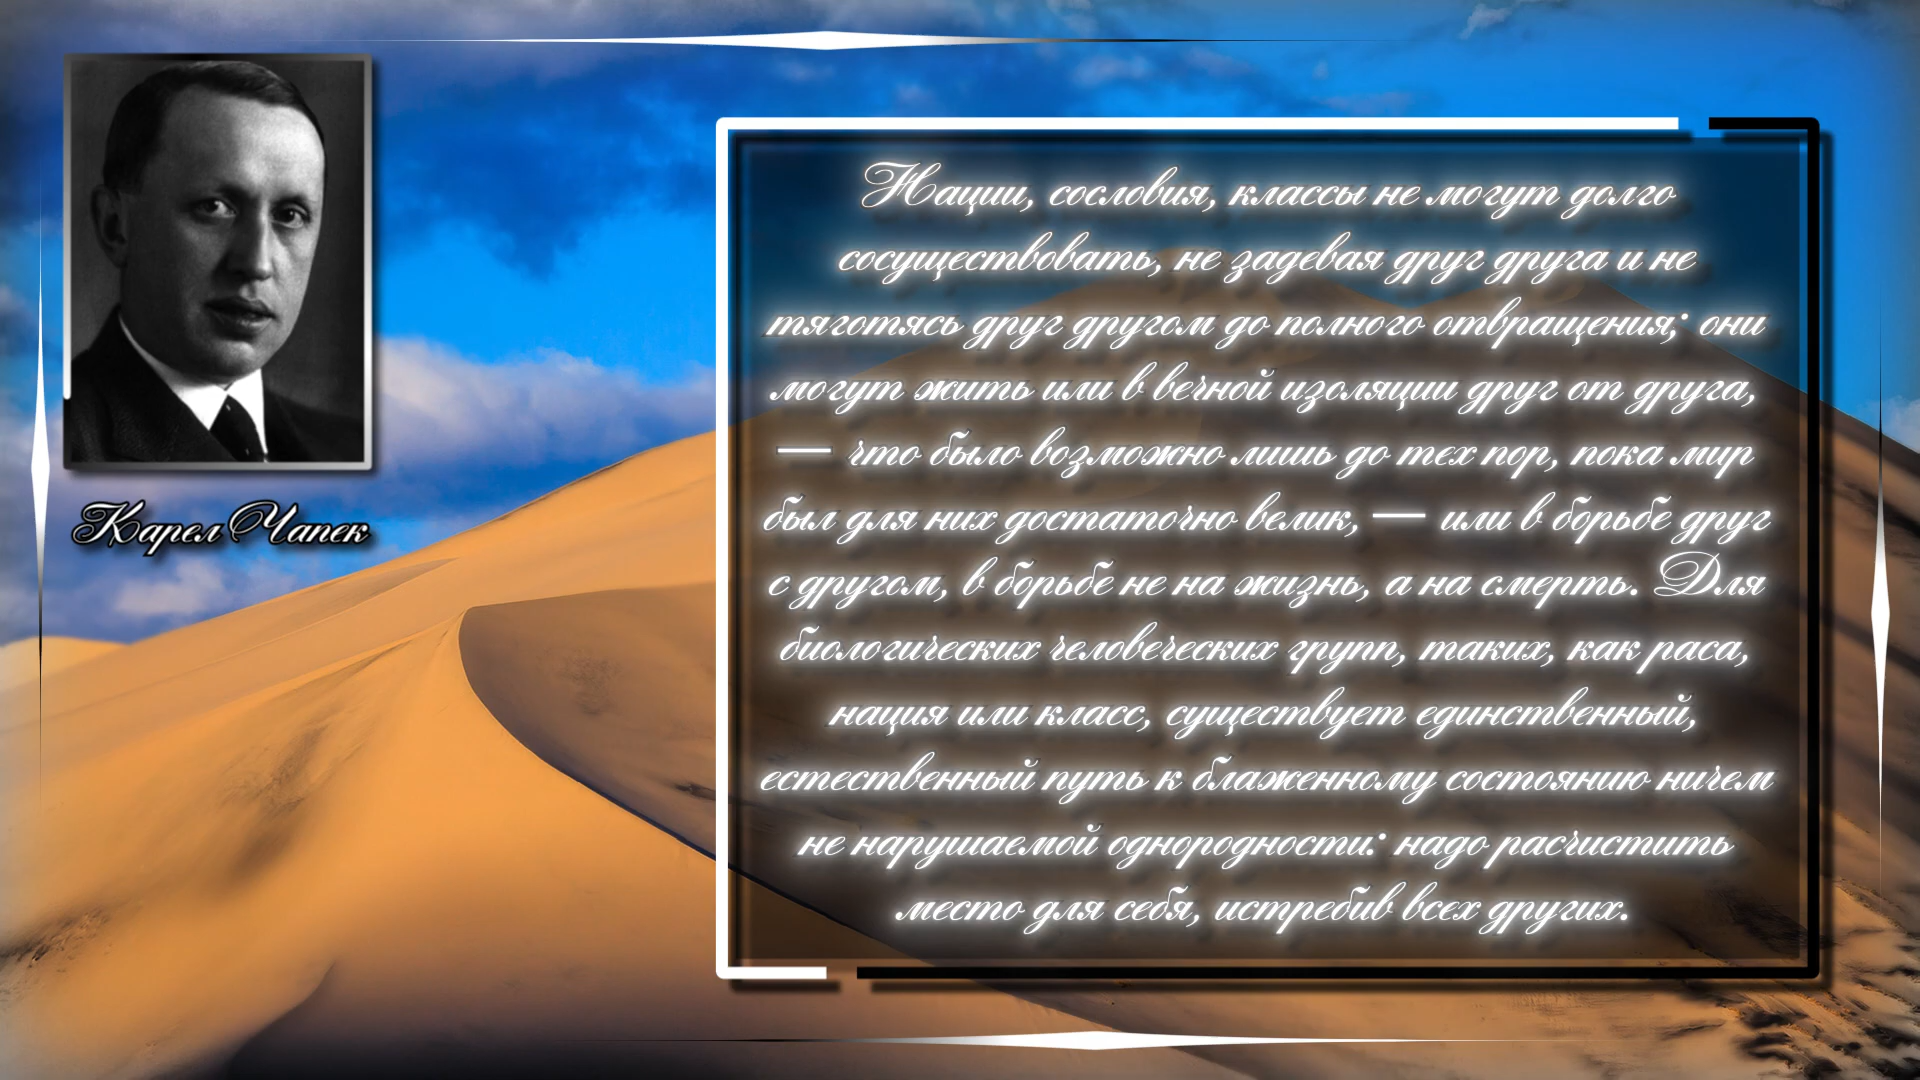 Карел Чапек
Нации, сословия, классы не могут долго
сосуществовать, не задевая друг друга и не
тяготясь друг другом до полного отвращения; они
могут жить или в вечной изоляции друг от друга,
— что было возможно лишь до тех пор, пока мир
был для них достаточно велик, — или в борьбе друг
с другом, в борьбе не на жизнь, а на смерть. Для
биологических человеческих групп, таких, как раса,
нация или класс, существует единственный,
естественный путь к блаженному состоянию ничем
не нарушаемой однородности: надо расчистить
место для себя, истребив всех других.